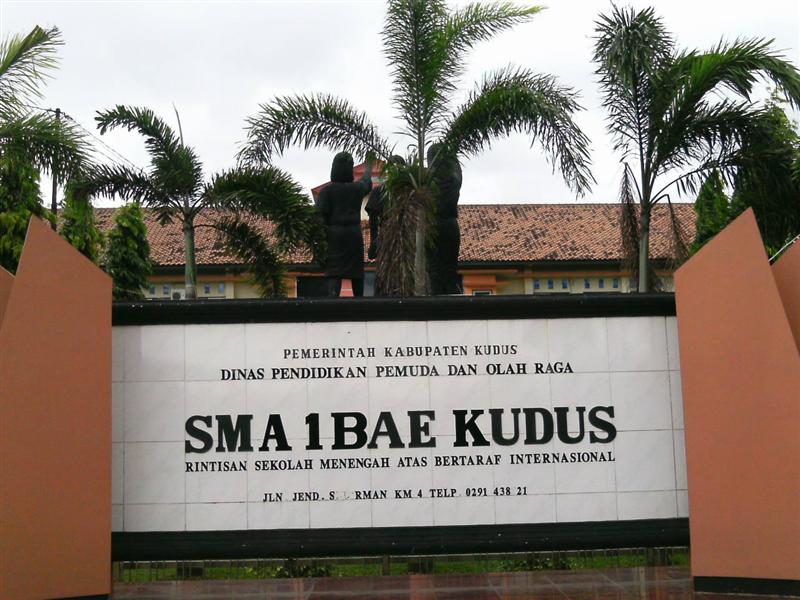 PEMERINTAH KABUPATEN KUDUS
DINAS PENDIDIKAN PEMUDA DAN OLAH RAGA
SMA 1 BAE KUDUS
RINTISAN SEKOLAH MENENGAH ATAS BERTARAF INTERNASIONAL
JLN JEND. KM 4 TELP. 0291 438 21